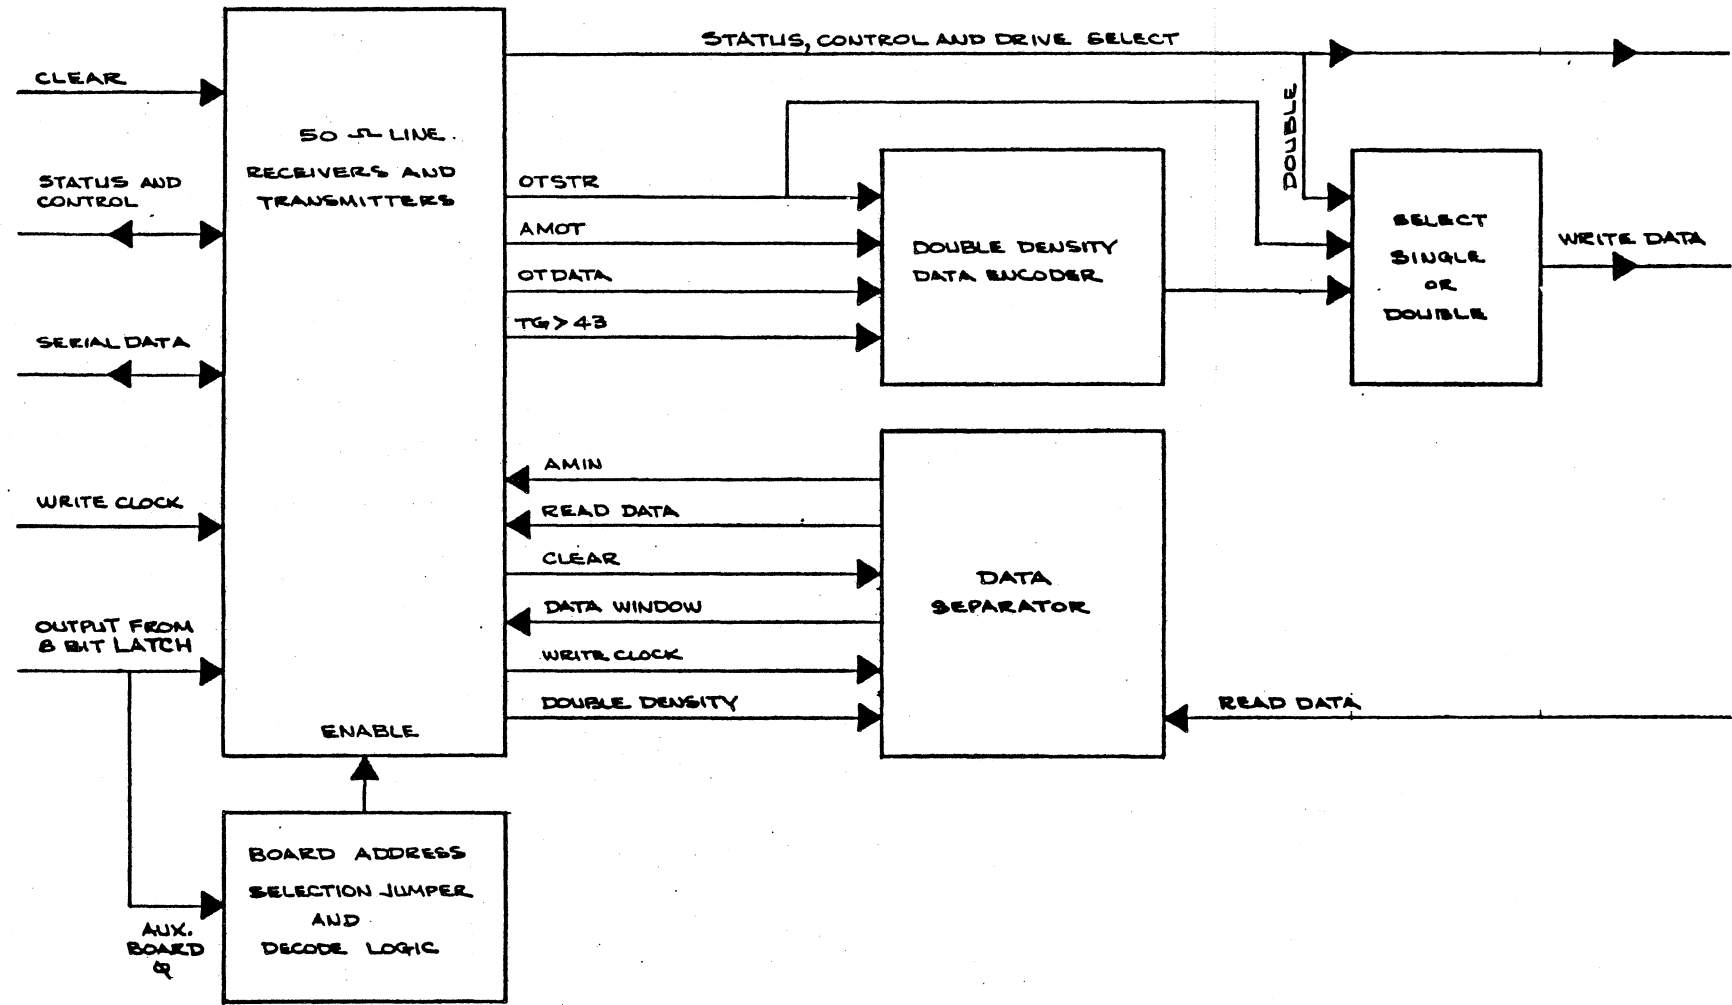 STATUS, CONTROL AND DRIVE SELECT
CLEAR
DOUBLE
50 Ω LINE
RECEIVERS AND
TRANSMITTERS
STATUS AND
CONTROL
OTSTR
AMOT
OTDATA
TG>43
DOUBLE DENSITY
DATA ENCODER
SELECT
SINGLE
OR
DOUBLE
WRITE DATA
SERIAL DATA
AMIN
READ DATA
CLEAR
DATA WINDOW
WRITE CLOCK
DOUBLE DENSITY
DATA
SEPARATOR
READ DATA
WRITE CLOCK
OUTPUT FROM
8 BIT LATCH
ENABLE
BOARD ADDRESS
SELECTION JUMPER
AND
DECODE LOGIC
AUX.
BOARD